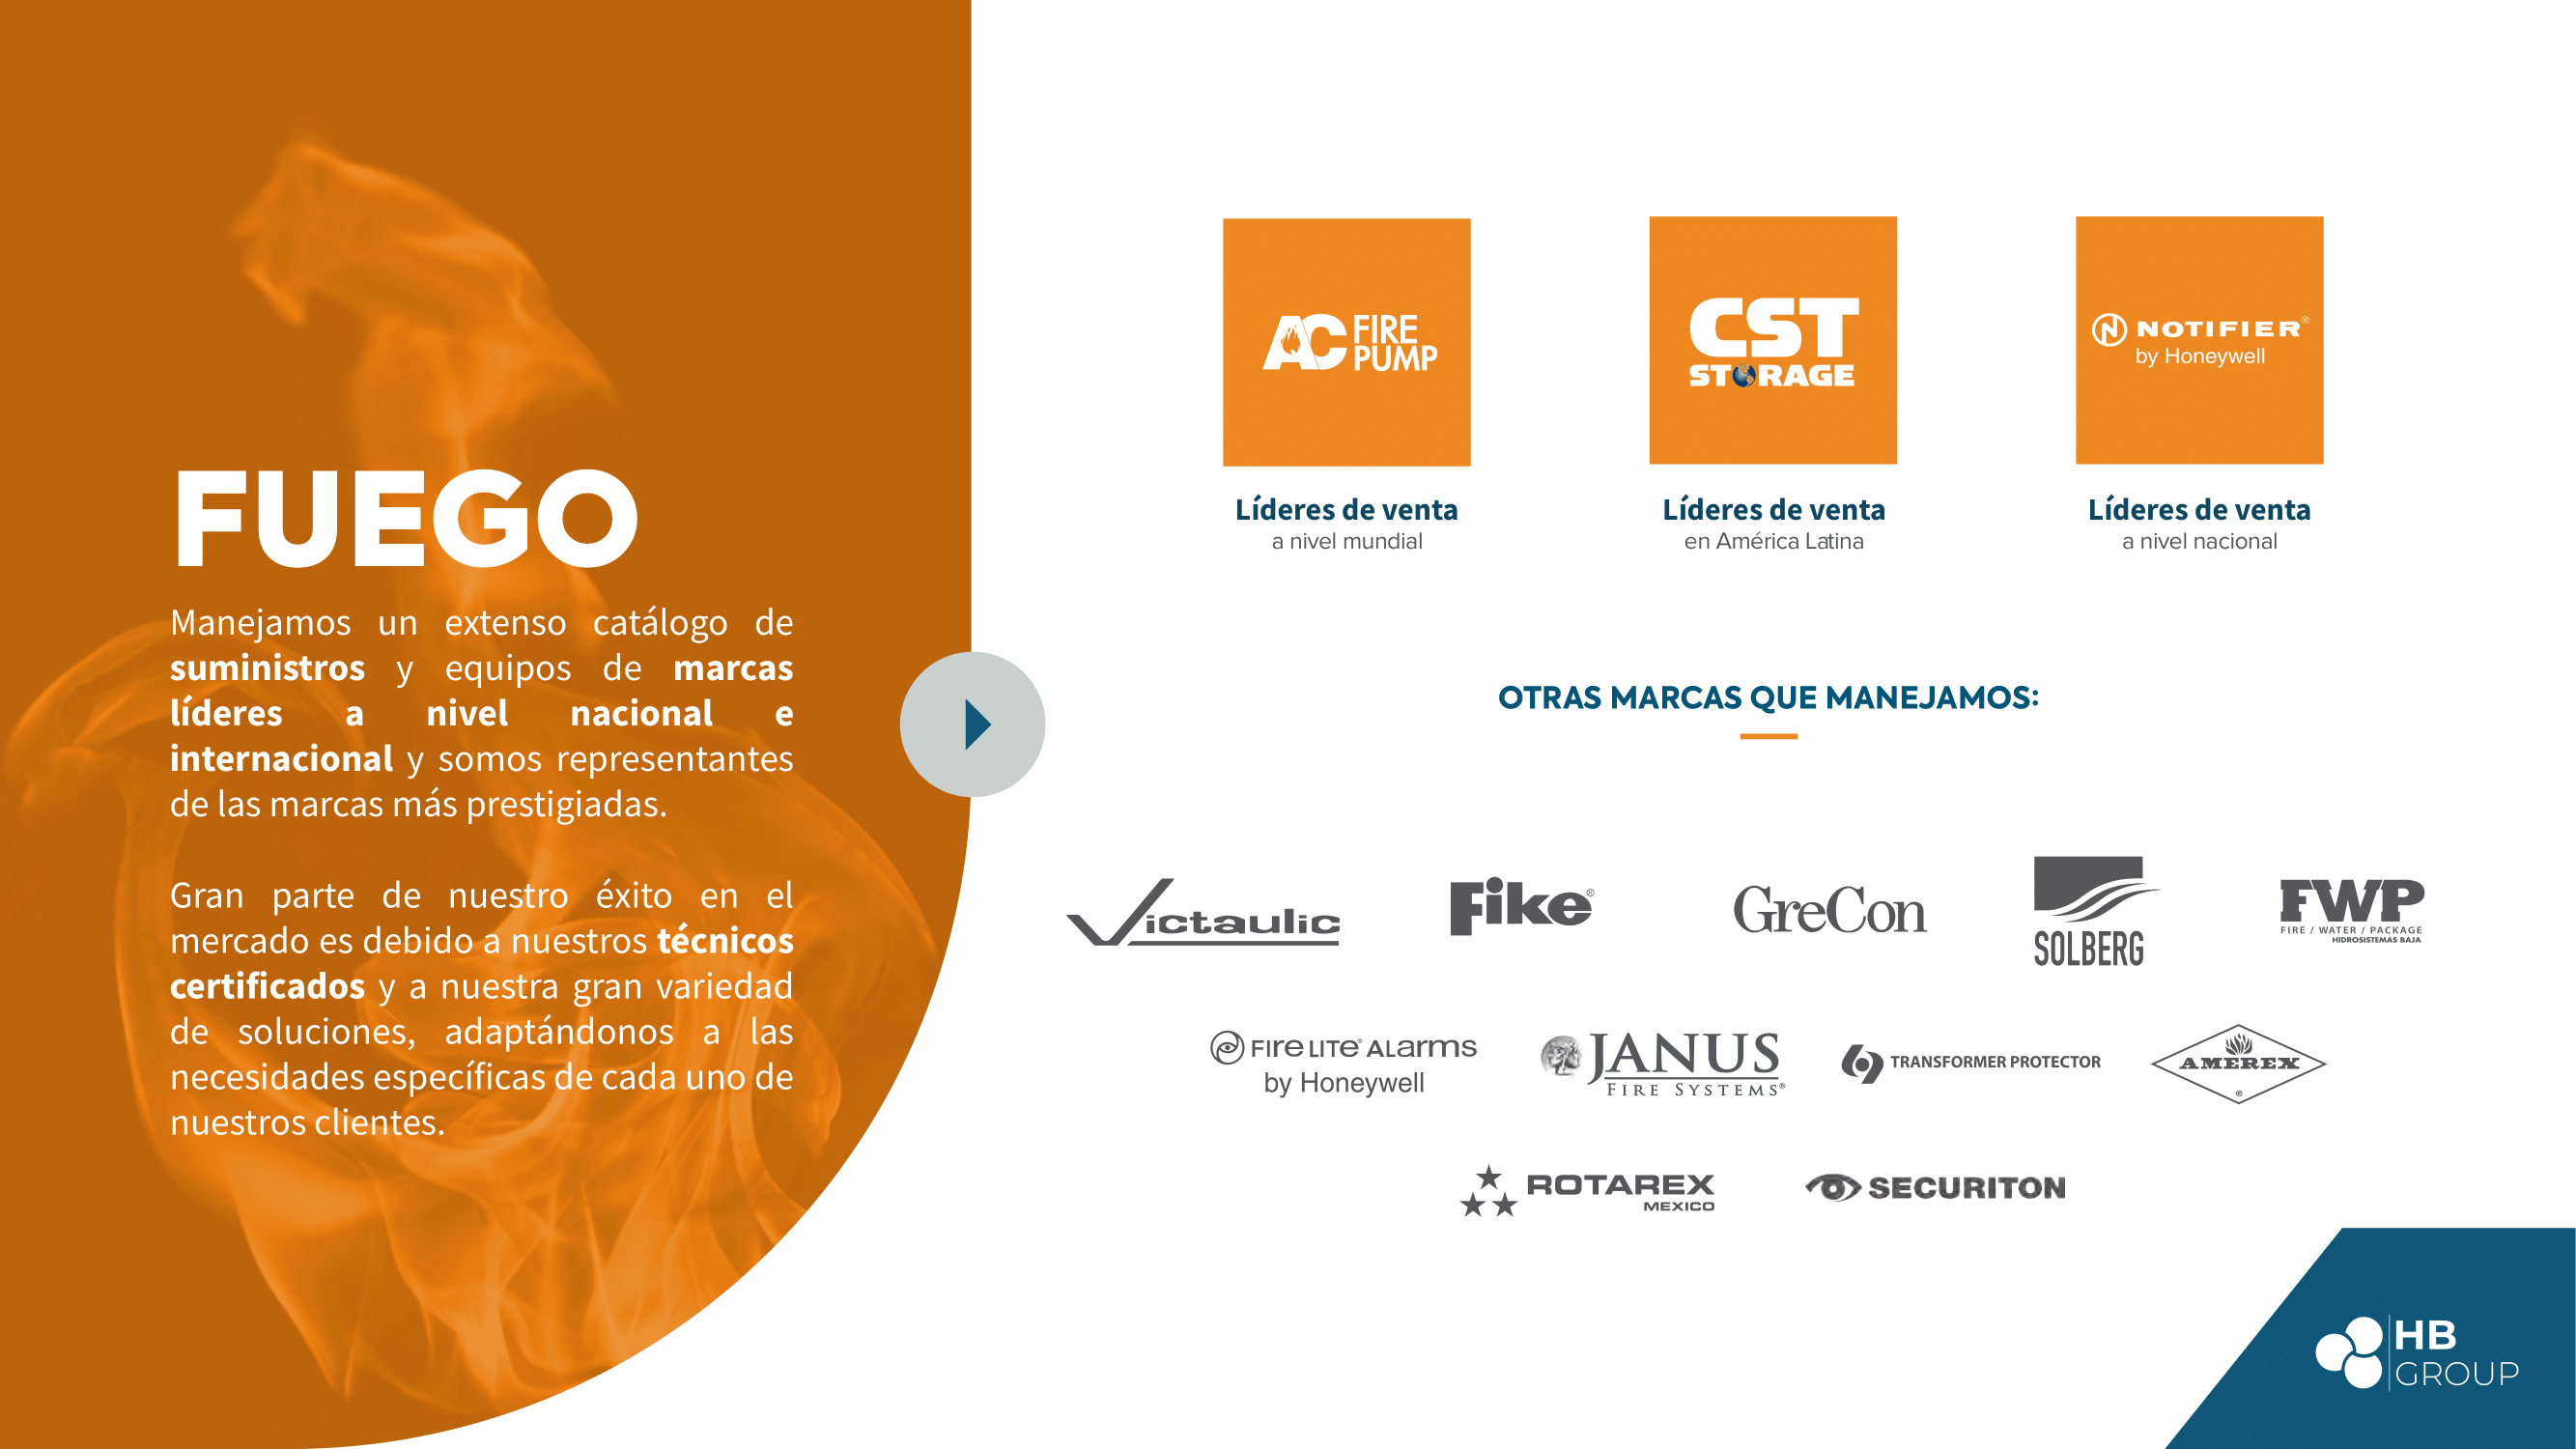 FUEGO
Manejamos un extenso catálogo de
suministros y equipos de marcas
líderes a nivel nacional e
internacional y somos representantes
de las marcas más prestigiadas.
Gran parte de nuestro éxito en el
mercado es debido a nuestros técnicos
certificados y a nuestra gran variedad
de soluciones, adaptándonos a las
necesidades específicas de cada uno de
nuestros clientes.
AC FIRE
PUMP
Líderes de venta
a nivel mundial
CST
STORAGE
Líderes de venta
en América Latina
N NOTIFIER®
by Honeywell
Líderes de venta
a nivel nacional
OTRAS MARCAS QUE MANEJAMOS:
Victaulic
Fike®
GreCon
SOLBERG
FWP
FIRE / WATER / PACKAGE
HIDROSISTEMAS BAJA
Fire Lite® Alarms
by Honeywell
JANUS
FIRE SYSTEMS®
TRANSFORMER PROTECTOR
AMEREX
®
ROTAREX
MEXICO
SECURITON
HB
GROUP